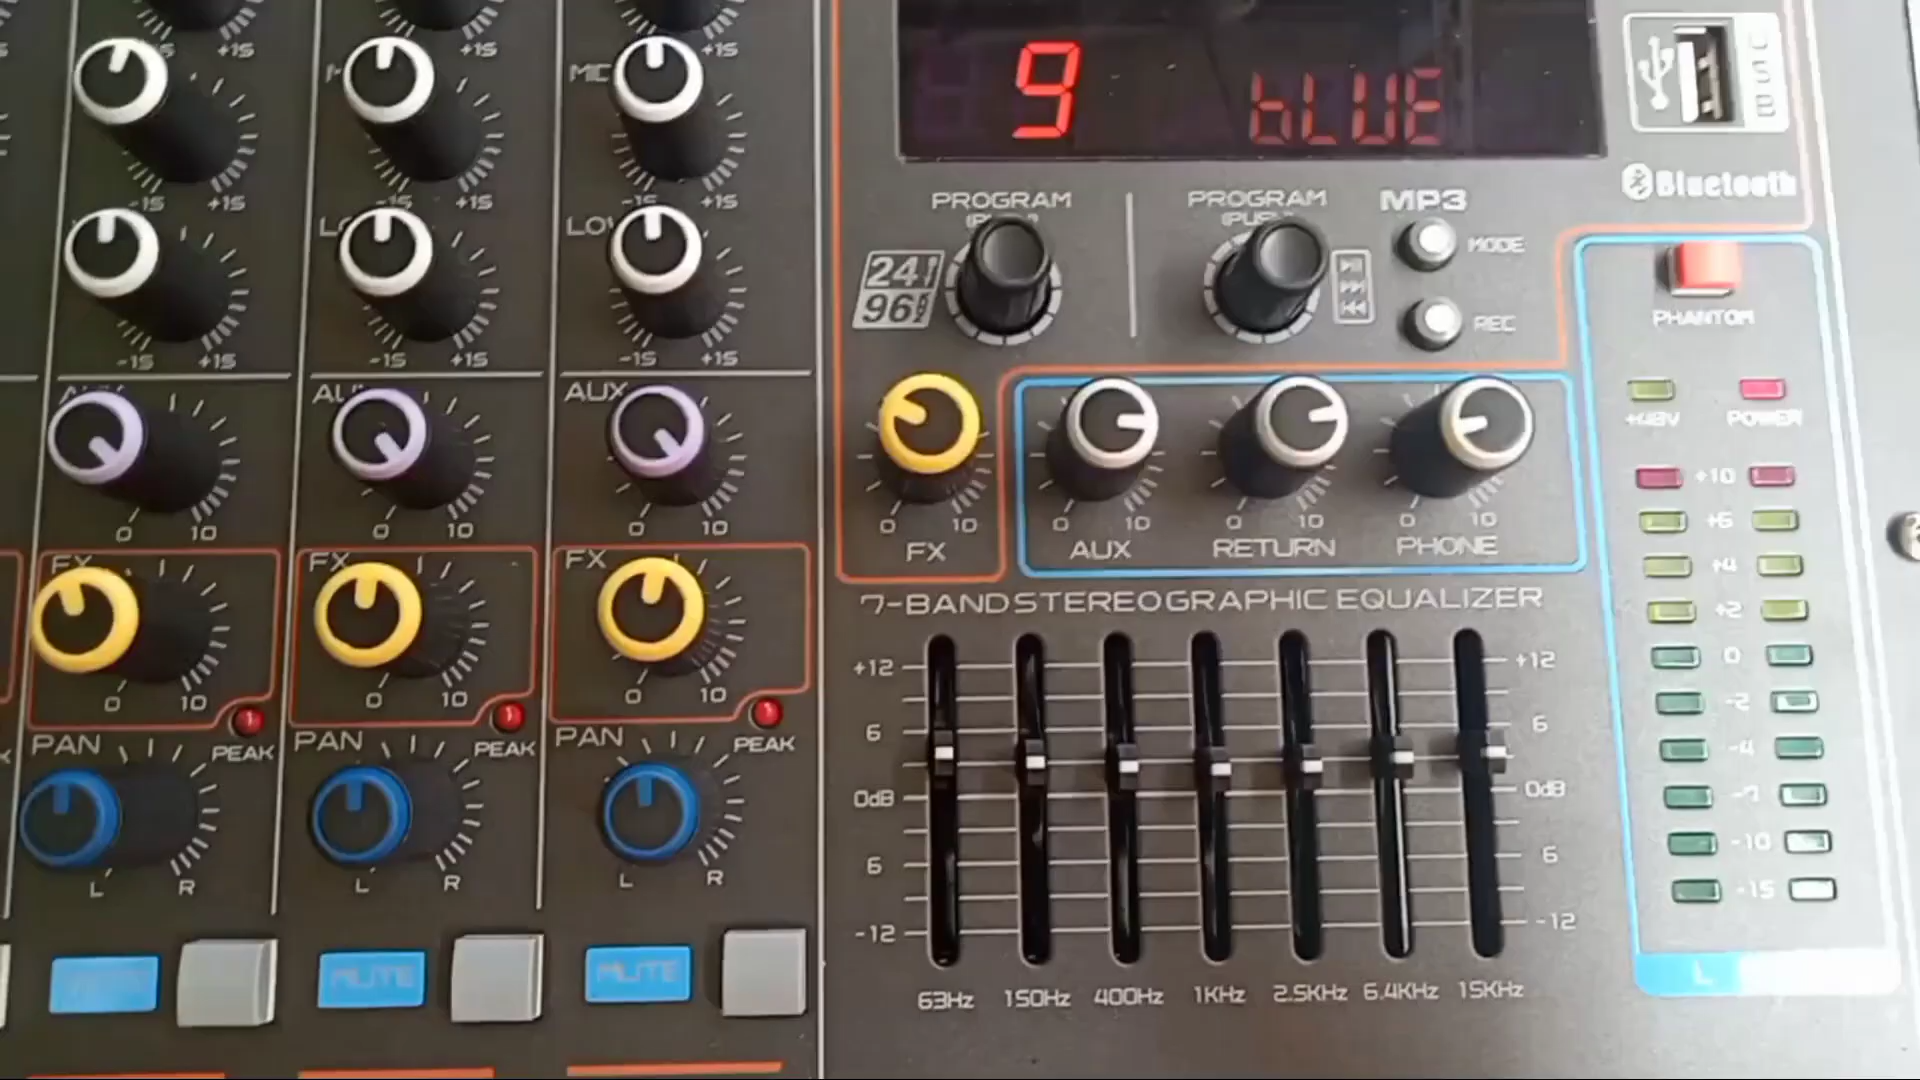 +15 +15 +15
9 bLUE
USB
MID
-15 +15 -15 +15 -15 +15
Bluetooth
PROGRAM PROGRAM MP3
MODE
24
96
REC
PHANTOM
-15 +15 -15 +15 -15 +15
AUX
+48V POWER
0 10 0 10 0 10
0 10 0 10 0 10 0 10
FX AUX RETURN PHONE
FX FX FX
7-BAND STEREO GRAPHIC EQUALIZER
0 10 0 10 0 10
PAN PEAK PAN PEAK PAN PEAK
+12 +12
6 6
0dB 0dB
6 6
-12 -12
L R L R L R
+10
+6
+4
+2
0
-2
-4
-7
-10
-15
L
MUTE MUTE
63Hz 150Hz 400Hz 1KHz 2.5KHz 6.4KHz 15KHz